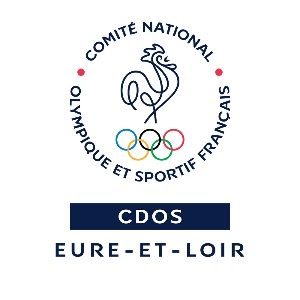 COMITÉ NATIONAL
OLYMPIQUE ET SPORTIF FRANÇAIS
CDOS
EURE-ET-LOIR